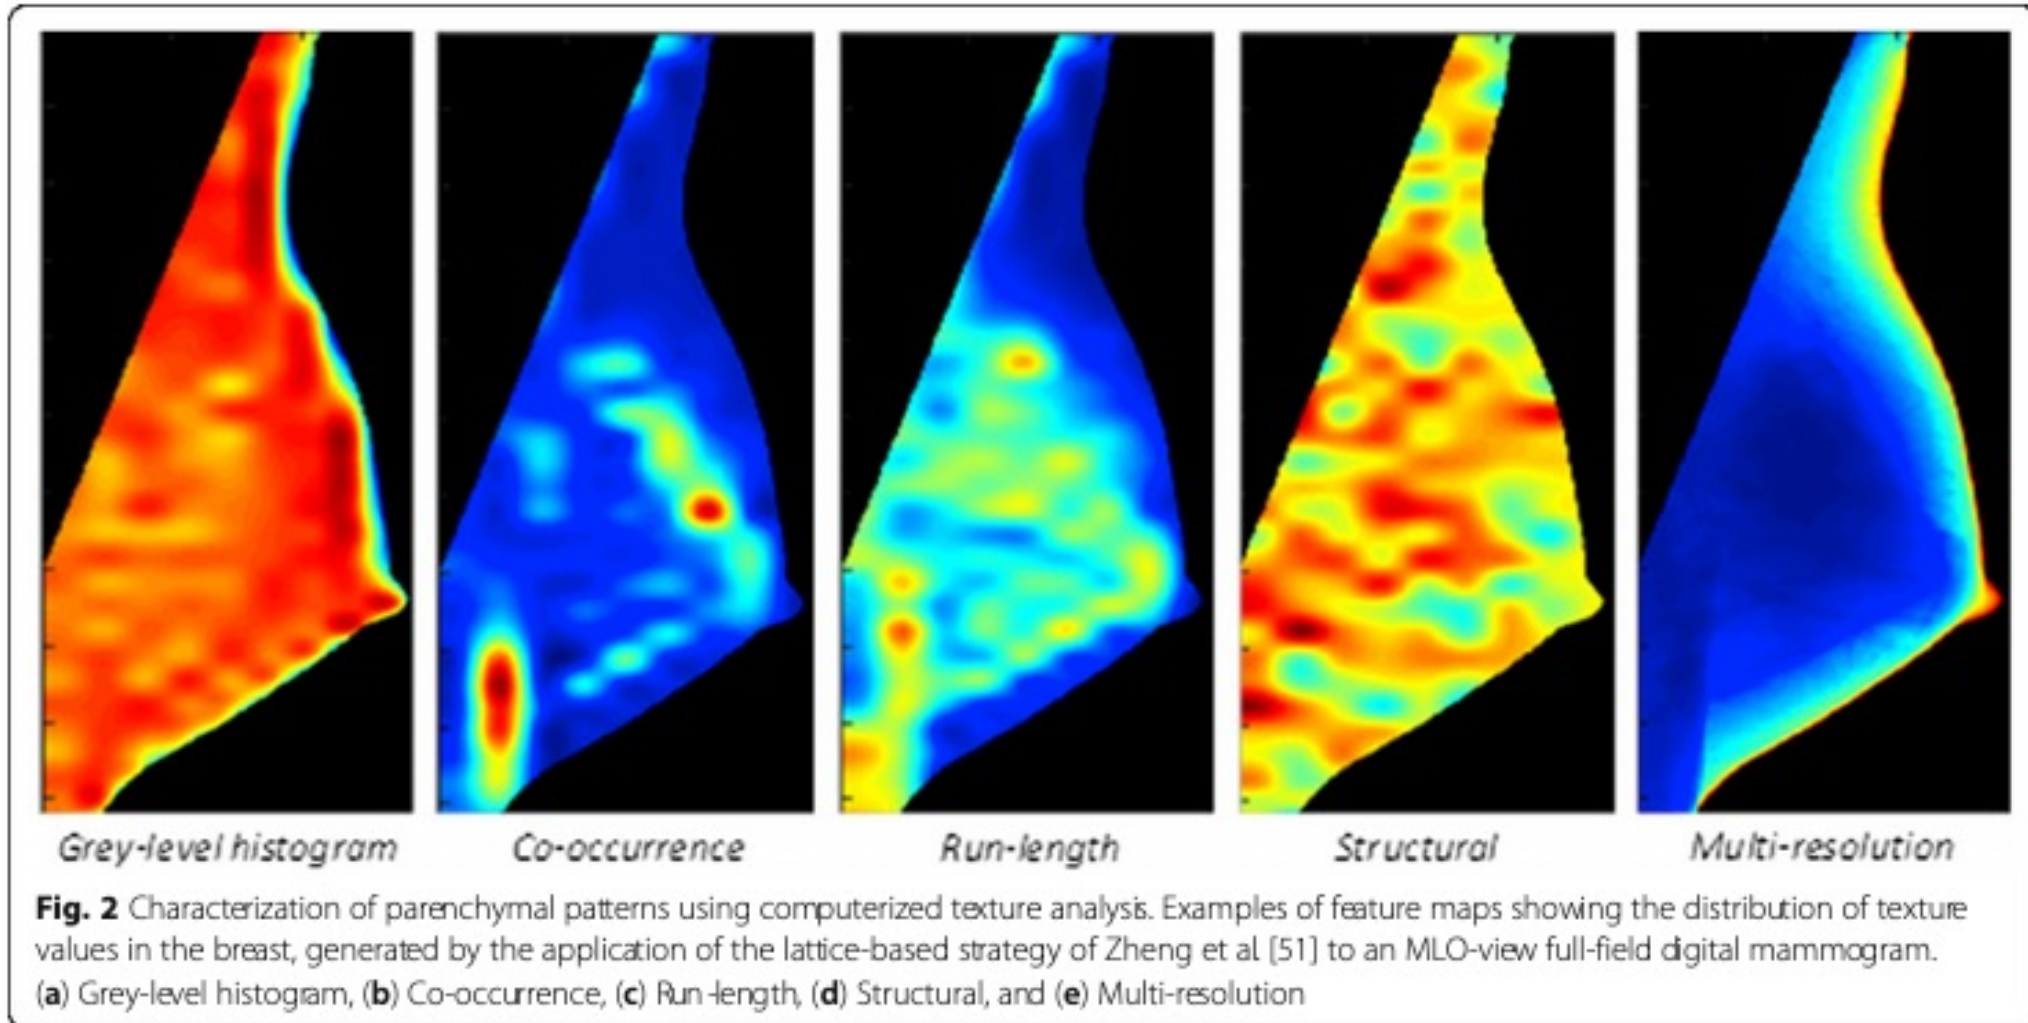 Grey-level histogram
Co-occurrence
Run-length
Structural
Multi-resolution
Fig. 2 Characterization of parenchymal patterns using computerized texture analysis. Examples of feature maps showing the distribution of texture
values in the breast, generated by the application of the lattice-based strategy of Zheng et al. [51] to an MLO-view full-field digital mammogram.
(a) Grey-level histogram, (b) Co-occurrence, (c) Run-length, (d) Structural, and (e) Multi-resolution